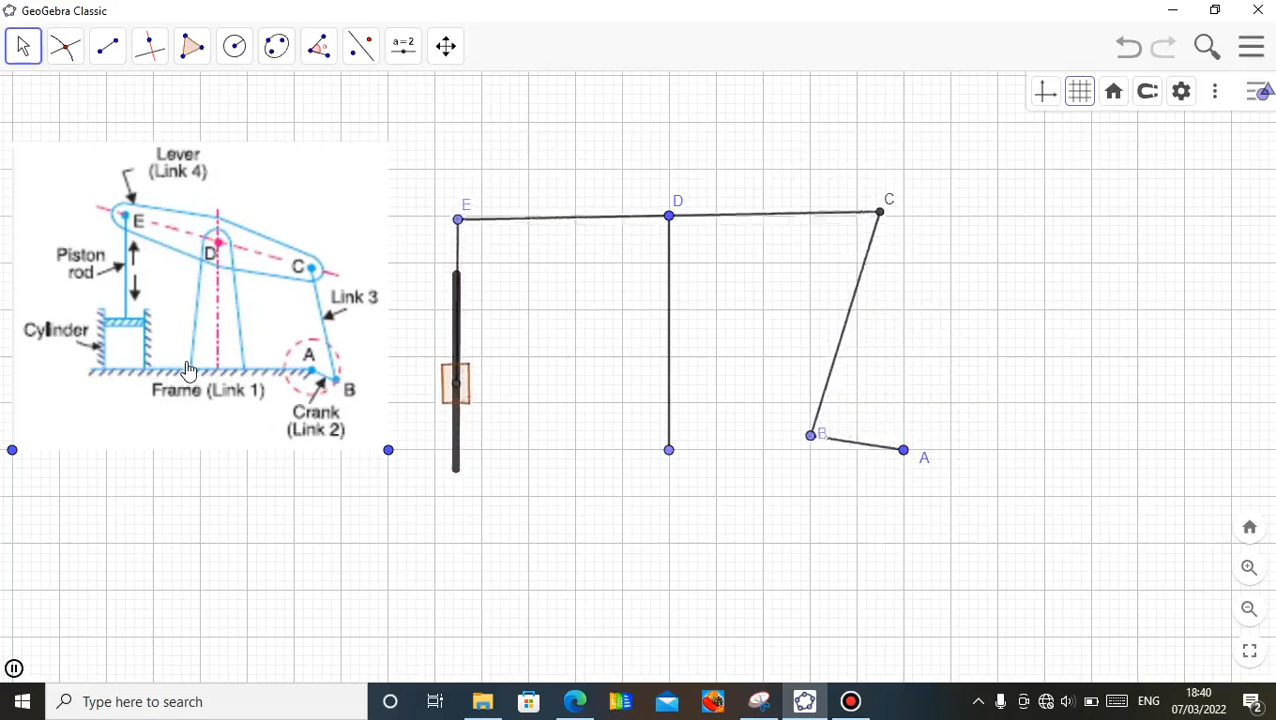 GeoGebra Classic
a=2
Lever
(Link 4)
E
D
C
Piston
rod
Link 3
Cylinder
A
Frame (Link 1)
B
Crank
(Link 2)
E
D
C
B
A
Type here to search
ENG
18:40
07/03/2022
2